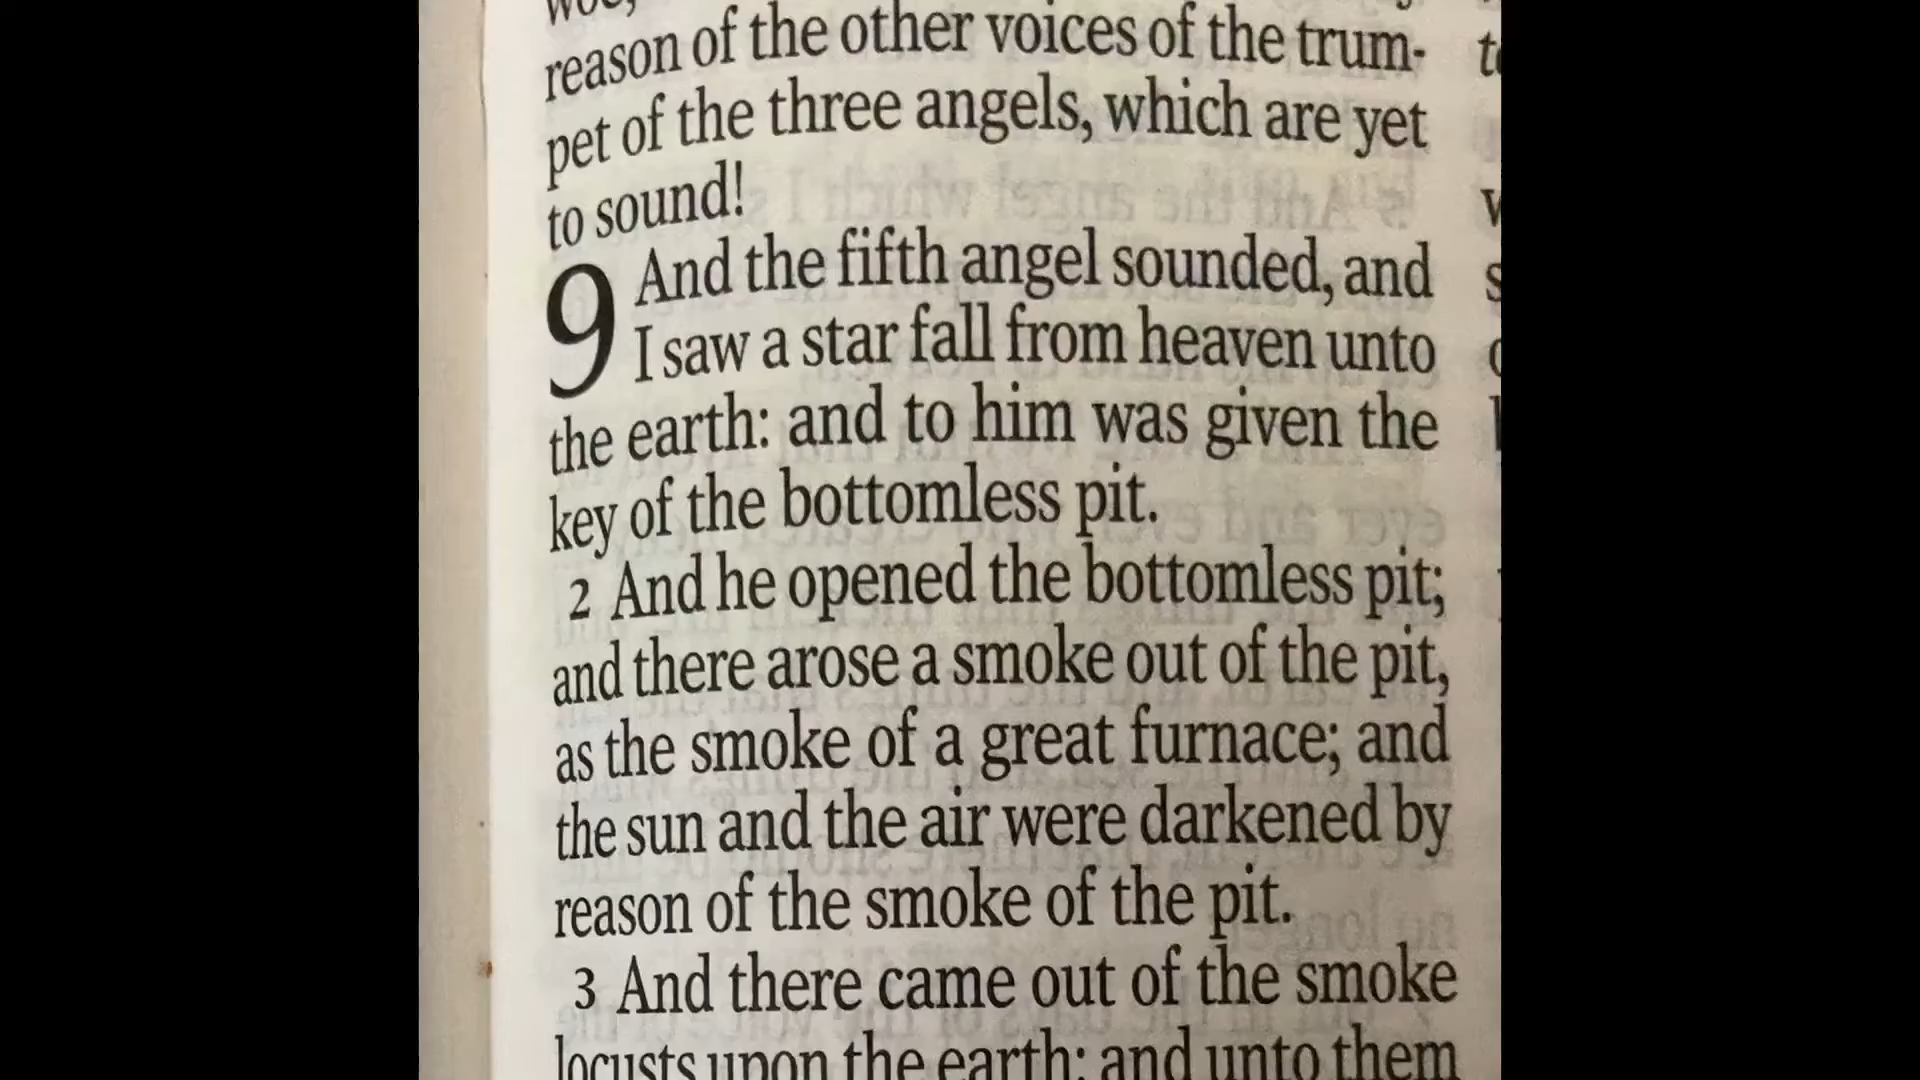 woe,
reason of the other voices of the trum-
pet of the three angels, which are yet
to sound!
9 And the fifth angel sounded, and
I saw a star fall from heaven unto
the earth: and to him was given the
key of the bottomless pit.
2 And he opened the bottomless pit;
and there arose a smoke out of the pit,
as the smoke of a great furnace; and
the sun and the air were darkened by
reason of the smoke of the pit.
3 And there came out of the smoke
locusts upon the earth: and unto them